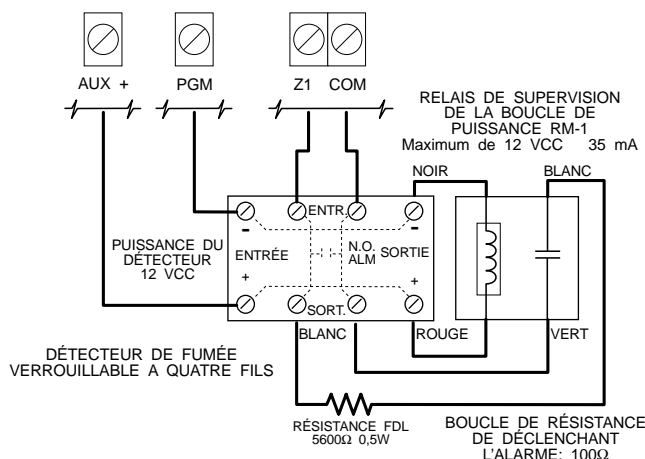 AUX +
PGM
Z1
COM
RELAIS DE SUPERVISION
DE LA BOUCLE DE
PUISSANCE RM-1
Maximum de 12 VCC 35 mA
NOIR
BLANC
ENTR.
-
-
PUISSANCE DU
DÉTECTEUR
12 VCC
ENTRÉE
N.O.
ALM
SORTIE
+
+
SORT.
BLANC
ROUGE
VERT
DÉTECTEUR DE FUMÉE
VERROUILLABLE A QUATRE FILS
RÉSISTANCE FDL
5600Ω 0,5W
BOUCLE DE RÉSISTANCE
DE DÉCLENCHANT
L'ALARME: 100Ω